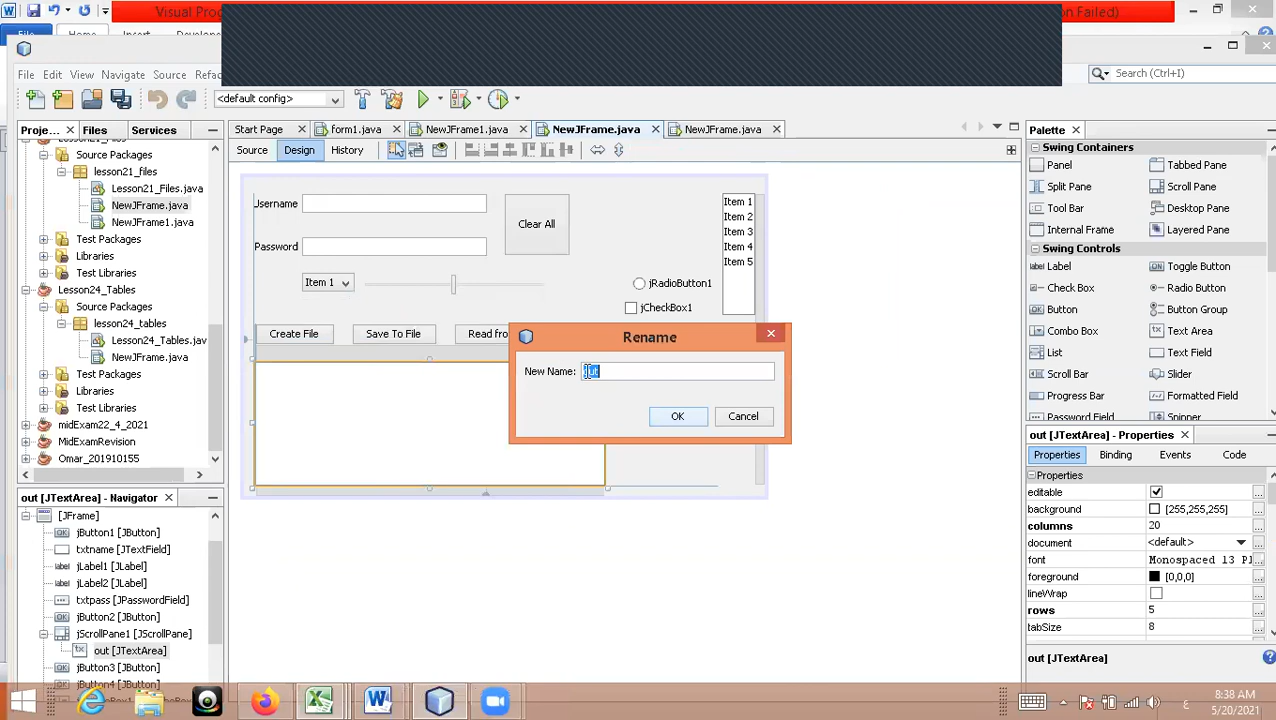 Visual Pro
on Failed)
File
Home
Insert
Develo
File Edit View Navigate Source Refac
Search (Ctrl+I)
<default config>
Proje...
Files
Services
Start Page
form1.java
NewJFrame1.java
NewJFrame.java
NewJFrame.java
Palette
Source
Design
History
Swing Containers
Panel
Tabbed Pane
Split Pane
Scroll Pane
Tool Bar
Desktop Pane
Internal Frame
Layered Pane
Swing Controls
Label
Toggle Button
Check Box
Radio Button
Button
Button Group
Combo Box
Text Area
List
Text Field
Scroll Bar
Slider
Progress Bar
Formatted Field
Password Field
Spinner
Source Packages
lesson21_files
Lesson21_Files.java
NewJFrame.java
NewJFrame1.java
Test Packages
Libraries
Test Libraries
Lesson24_Tables
Source Packages
lesson24_tables
Lesson24_Tables.java
NewJFrame.java
Test Packages
Libraries
Test Libraries
midExam22_4_2021
MidExamRevision
Omar_201910155
Username
Clear All
Item 1
Item 2
Item 3
Item 4
Item 5
Password
Item 1
jRadioButton1
jCheckBox1
Create File
Save To File
Read fro
Rename
New Name:
OK
Cancel
out [JTextArea] - Properties
Properties
Binding
Events
Code
Properties
editable
background
[255,255,255]
columns
20
document
<default>
font
Monospaced 13 Pl
foreground
[0,0,0]
lineWrap
rows
5
tabSize
8
out [JTextArea]
out [JTextArea] - Navigator
[JFrame]
jButton1 [JButton]
txtname [JTextField]
jLabel1 [JLabel]
jLabel2 [JLabel]
txtpass [JPasswordField]
jButton2 [JButton]
jScrollPane1 [JScrollPane]
out [JTextArea]
jButton3 [JButton]
jButton4 [JButton]
8:38 AM
5/20/2021
ع